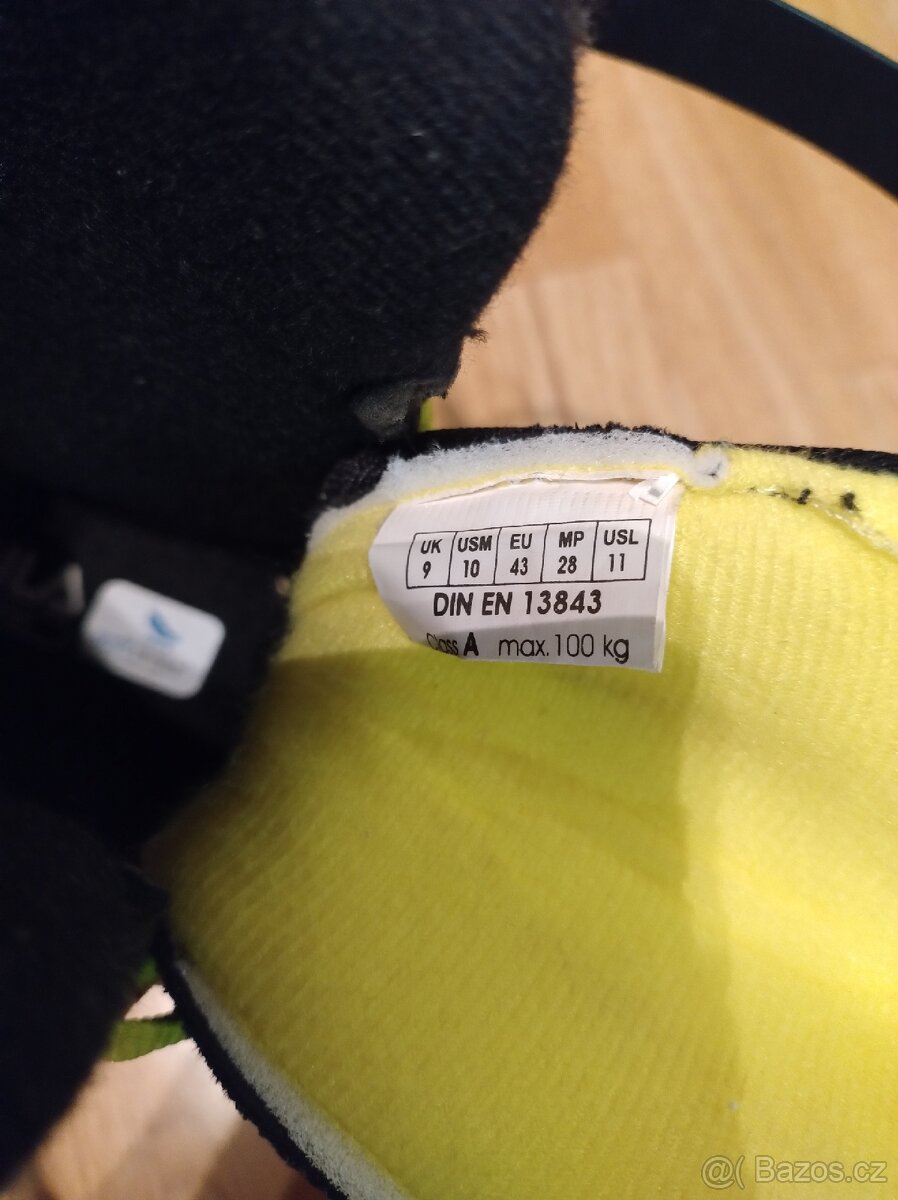 UK USM EU MP USL
9 10 43 28 11
DIN EN 13843
Class A max. 100 kg
@( Bazos.cz